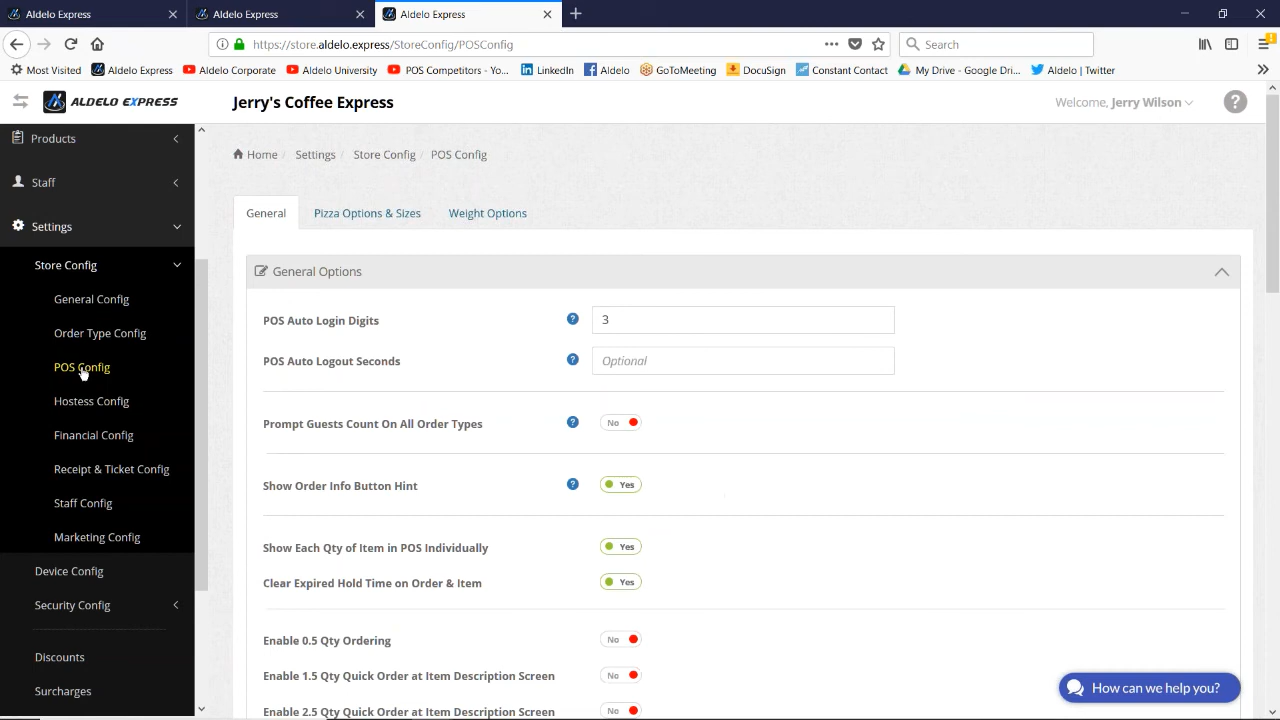 Aldelo Express
Aldelo Express
Aldelo Express
https://store.aldelo.express/StoreConfig/POSConfig
Search
Most Visited
Aldelo Express
Aldelo Corporate
Aldelo University
POS Competitors - Yo...
LinkedIn
Aldelo
GoToMeeting
DocuSign
Constant Contact
My Drive - Google Dri...
Aldelo | Twitter
ALDELO EXPRESS
Jerry's Coffee Express
Welcome, Jerry Wilson
Products
Staff
Settings
Store Config
General Config
Order Type Config
POS Config
Hostess Config
Financial Config
Receipt & Ticket Config
Staff Config
Marketing Config
Device Config
Security Config
Discounts
Surcharges
Home / Settings / Store Config / POS Config
General
Pizza Options & Sizes
Weight Options
General Options
POS Auto Login Digits ? 3
POS Auto Logout Seconds ? Optional
Prompt Guests Count On All Order Types ? No
Show Order Info Button Hint ? Yes
Show Each Qty of Item in POS Individually Yes
Clear Expired Hold Time on Order & Item Yes
Enable 0.5 Qty Ordering No
Enable 1.5 Qty Quick Order at Item Description Screen No
Enable 2.5 Qty Quick Order at Item Description Screen No
How can we help you?